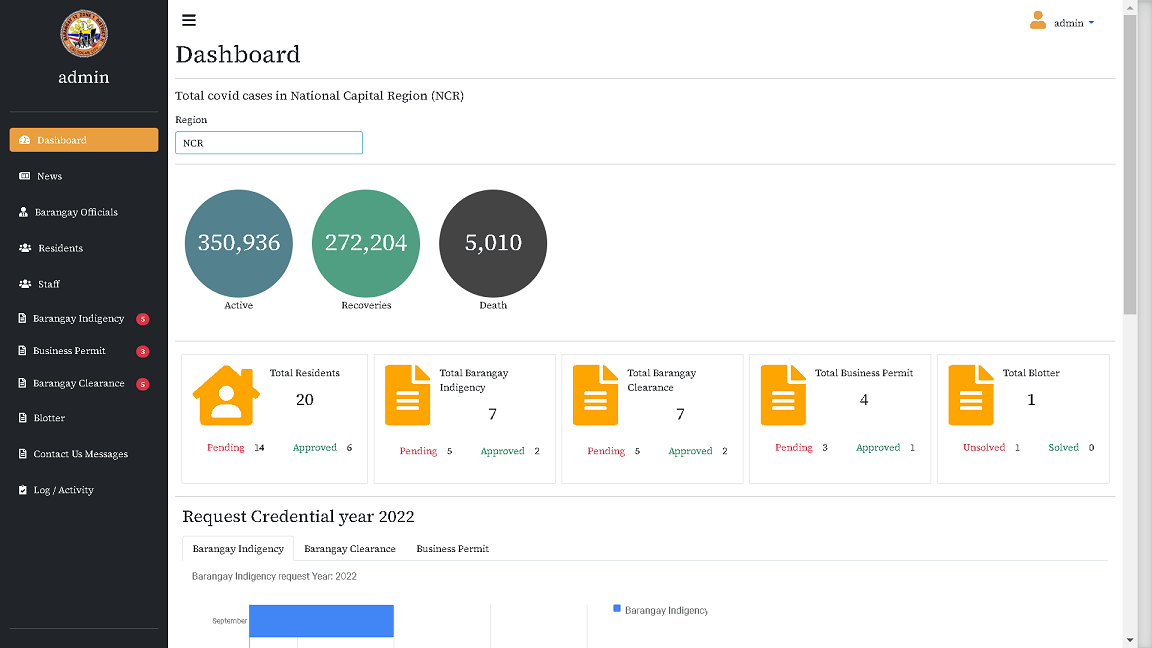 admin
Dashboard
News
Barangay Officials
Residents
Staff
Barangay Indigency 5
Business Permit 3
Barangay Clearance 5
Blotter
Contact Us Messages
Log / Activity
admin
Dashboard
Total covid cases in National Capital Region (NCR)
Region
NCR
350,936
Active
272,204
Recoveries
5,010
Death
Total Residents
20
Pending 14 Approved 6
Total Barangay
Indigency
7
Pending 5 Approved 2
Total Barangay
Clearance
7
Pending 5 Approved 2
Total Business Permit
4
Pending 3 Approved 1
Total Blotter
1
Unsolved 1 Solved 0
Request Credential year 2022
Barangay Indigency Barangay Clearance Business Permit
Barangay Indigency request Year: 2022
September
Barangay Indigency